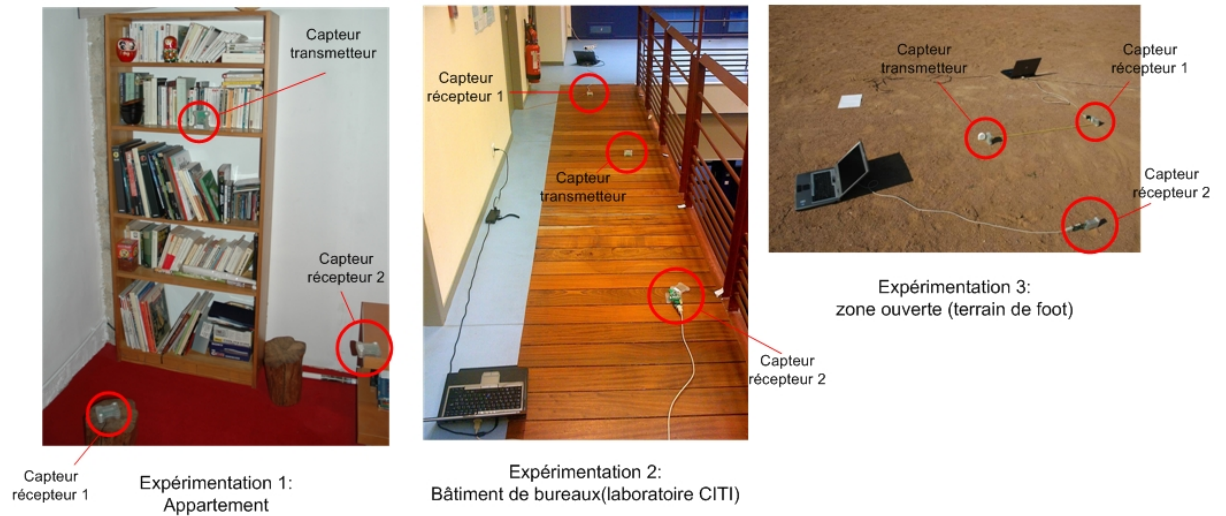 Capteur
transmetteur
Capteur
récepteur 2
Capteur
récepteur 1
Expérimentation 1:
Appartement
Capteur
récepteur 1
Capteur
transmetteur
Capteur
récepteur 2
Expérimentation 2:
Bâtiment de bureaux(laboratoire CITI)
Capteur
transmetteur
Capteur
récepteur 1
Capteur
récepteur 2
Expérimentation 3:
zone ouverte (terrain de foot)